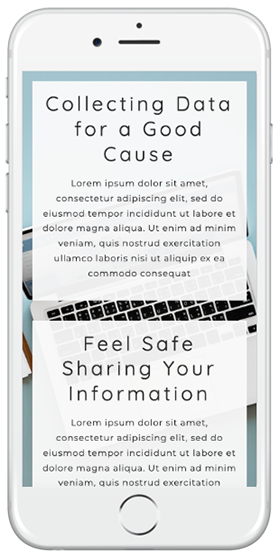 Collecting Data
for a Good
Cause
Lorem ipsum dolor sit amet,
consectetur adipiscing elit, sed do
eiusmod tempor incididunt ut labore et
dolore magna aliqua. Ut enim ad minim
veniam, quis nostrud exercitation
ullamco laboris nisi ut aliquip ex ea
commodo consequat
Feel Safe
Sharing Your
Information
Lorem ipsum dolor sit amet,
consectetur adipiscing elit, sed do
eiusmod tempor incididunt ut labore et
dolore magna aliqua. Ut enim ad minim
veniam, quis nostrud exercitation